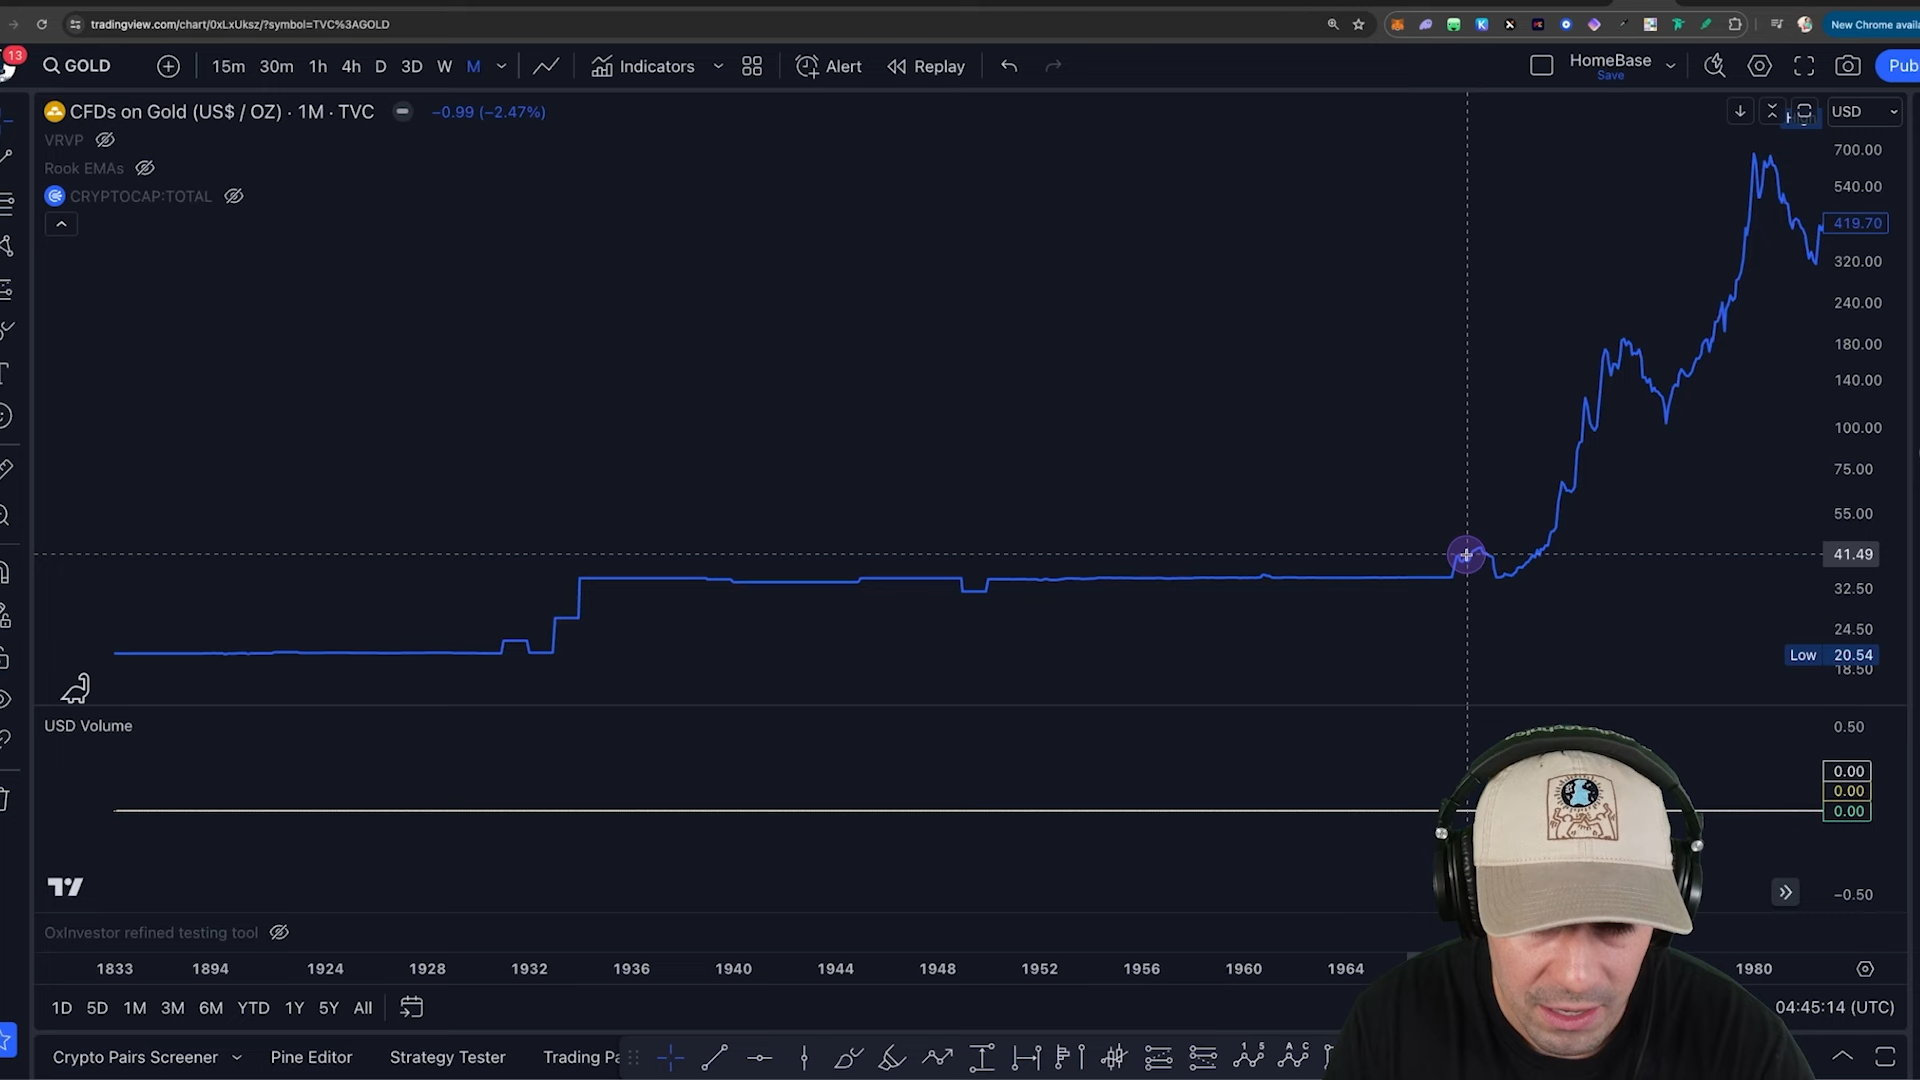 tradingview.com/chart/0xLxUksz/?symbol=TVC%3AGOLD
New Chrome availa
13
GOLD
15m 30m 1h 4h D 3D W M
Indicators
Alert
Replay
HomeBase
Save
Pub
CFDs on Gold (US$ / OZ) · 1M · TVC
−0.99 (−2.47%)
USD
VRVP
Rook EMAs
CRYPTOCAP:TOTAL
High
700.00
540.00
419.70
320.00
240.00
180.00
140.00
100.00
75.00
55.00
41.49
32.50
24.50
Low 20.54
18.50
USD Volume
0.50
0.00
0.00
0.00
−0.50
OxInvestor refined testing tool
1833 1894 1924 1928 1932 1936 1940 1944 1948 1952 1956 1960 1964 1980
1D 5D 1M 3M 6M YTD 1Y 5Y All
04:45:14 (UTC)
Crypto Pairs Screener
Pine Editor
Strategy Tester
Trading Pa